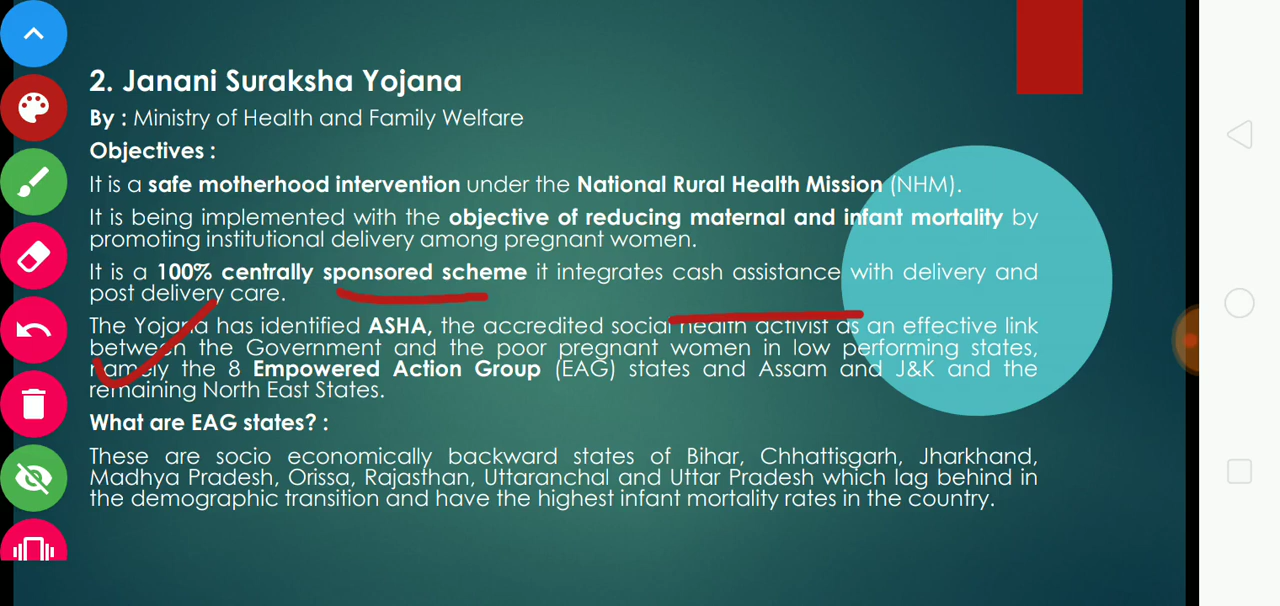 2. Janani Suraksha Yojana
By : Ministry of Health and Family Welfare
Objectives :
It is a safe motherhood intervention under the National Rural Health Mission (NHM).
It is being implemented with the objective of reducing maternal and infant mortality by
promoting institutional delivery among pregnant women.
It is a 100% centrally sponsored scheme it integrates cash assistance with delivery and
post delivery care.
The Yojana has identified ASHA, the accredited social health activist as an effective link
between the Government and the poor pregnant women in low performing states,
namely the 8 Empowered Action Group (EAG) states and Assam and J&K and the
remaining North East States.
What are EAG states? :
These are socio economically backward states of Bihar, Chhattisgarh, Jharkhand,
Madhya Pradesh, Orissa, Rajasthan, Uttaranchal and Uttar Pradesh which lag behind in
the demographic transition and have the highest infant mortality rates in the country.